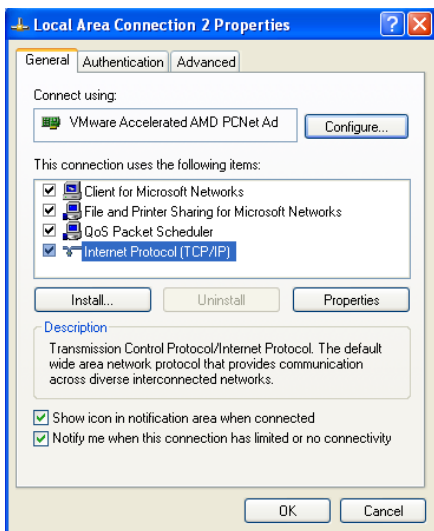 Local Area Connection 2 Properties
General Authentication Advanced
Connect using:
VMware Accelerated AMD PCNet Ad
Configure...
This connection uses the following items:
Client for Microsoft Networks
File and Printer Sharing for Microsoft Networks
QoS Packet Scheduler
Internet Protocol (TCP/IP)
Install... Uninstall Properties
Description
Transmission Control Protocol/Internet Protocol. The default
wide area network protocol that provides communication
across diverse interconnected networks.
Show icon in notification area when connected
Notify me when this connection has limited or no connectivity
OK Cancel